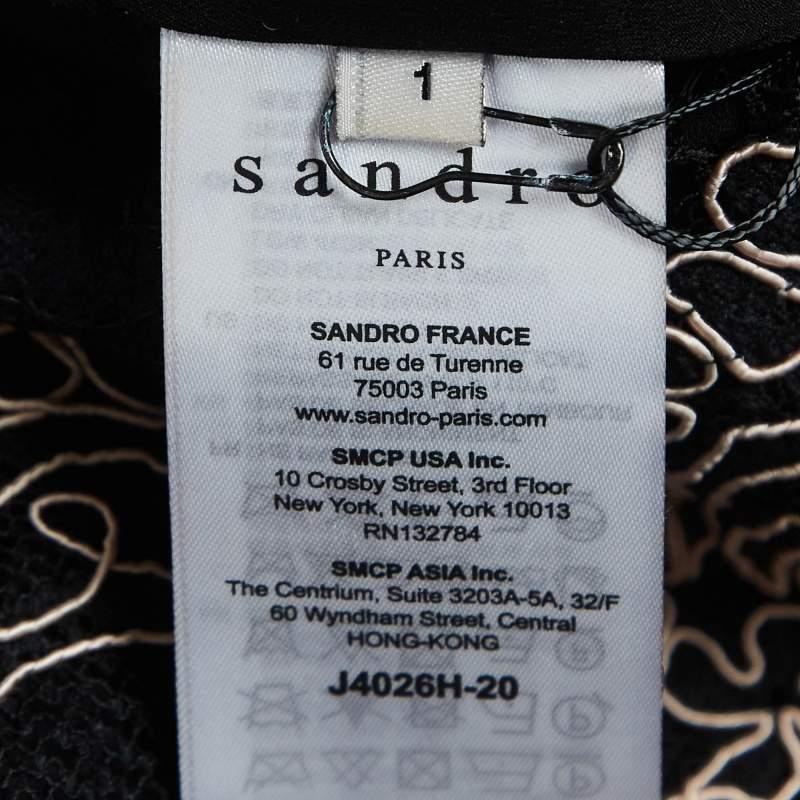 1
sandro
PARIS
SANDRO FRANCE
61 rue de Turenne
75003 Paris
www.sandro-paris.com
SMCP USA Inc.
10 Crosby Street, 3rd Floor
New York, New York 10013
RN132784
SMCP ASIA Inc.
The Centrium, Suite 3203A-5A, 32/F
60 Wyndham Street, Central
HONG-KONG
J4026H-20